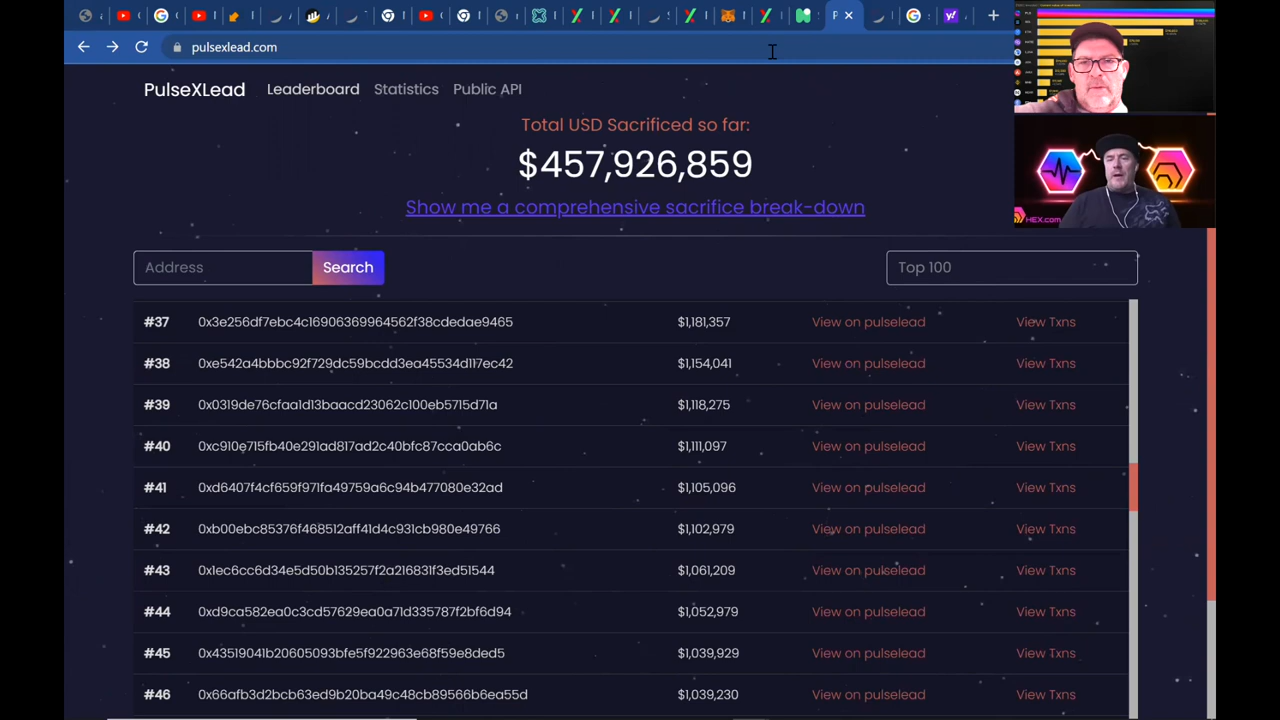 pulsexlead.com
PulseXLead Leaderboard Statistics Public API
Total USD Sacrificed so far:
$457,926,859
Show me a comprehensive sacrifice break-down
Address Search Top 100
#37 0x3e256df7ebc4c16906369964562f38cdedae9465 $1,181,357 View on pulselead View Txns
#38 0xe542a4bbbc92f729dc59bcdd3ea45534d117ec42 $1,154,041 View on pulselead View Txns
#39 0x0319de76cfaa1d13baacd23062c100eb5715d71a $1,118,275 View on pulselead View Txns
#40 0xc910e715fb40e291ad817ad2c40bfc87cca0ab6c $1,111,097 View on pulselead View Txns
#41 0xd6407f4cf659f971fa49759a6c94b477080e32ad $1,105,096 View on pulselead View Txns
#42 0xb00ebc85376f468512aff41d4c931cb980e49766 $1,102,979 View on pulselead View Txns
#43 0x1ec6cc6d34e5d50b135257f2a216831f3ed51544 $1,061,209 View on pulselead View Txns
#44 0xd9ca582ea0c3cd57629ea0a71d335787f2bf6d94 $1,052,979 View on pulselead View Txns
#45 0x43519041b20605093bfe5f922963e68f59e8ded5 $1,039,929 View on pulselead View Txns
#46 0x66afb3d2bcb63ed9b20ba49c48cb89566b6ea55d $1,039,230 View on pulselead View Txns
HEX.com